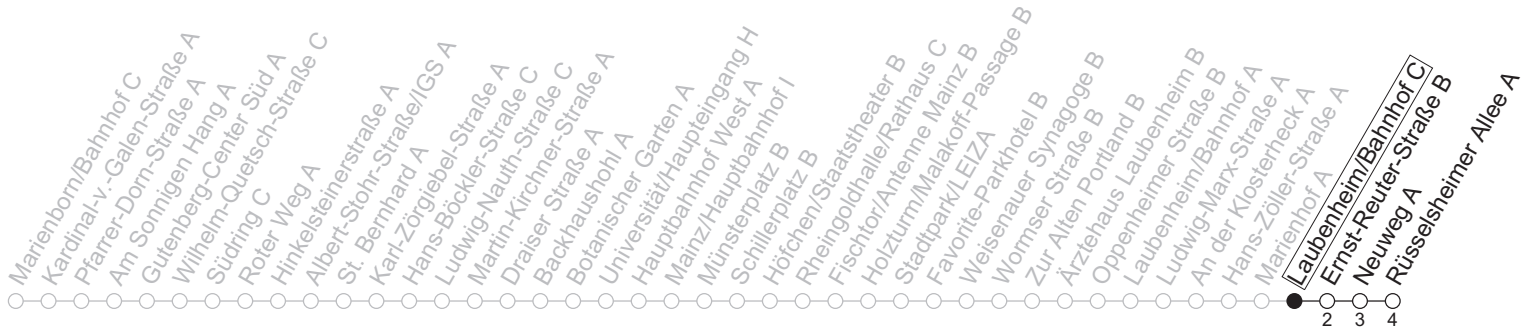 Marienborn/Bahnhof C
Kardinal-v.-Galen-Straße A
Pfarrer-Dorn-Straße A
Am Sonnigen Hang A
Gutenberg-Center Süd A
Wilhelm-Quetsch-Straße C
Südring C
Roter Weg A
Hinkelsteinerstraße A
Albert-Stohr-Straße/IGS A
St. Bernhard A
Karl-Zörgiebel-Straße A
Hans-Böckler-Straße C
Ludwig-Nauth-Straße C
Martin-Kirchner-Straße A
Draiser Straße A
Backhaushohl A
Botanischer Garten A
Universität/Haupteingang H
Hauptbahnhof West A
Mainz/Hauptbahnhof I
Münsterplatz B
Schillerplatz B
Höfchen/Staatstheater B
Rheingoldhalle/Rathaus C
Fischtor/Antenne Mainz B
Holzturm/Malakoff-Passage B
Stadtpark/LEIZA
Favorite-Parkhotel B
Weisenauer Synagoge B
Wormser Straße B
Zur Alten Portland B
Ärztehaus Laubenheim B
Oppenheimer Straße B
Laubenheim/Bahnhof A
Ludwig-Marx-Straße A
An der Klosterheck A
Hans-Zöller-Straße A
Marienhof A
Laubenheim/Bahnhof C
Ernst-Reuter-Straße B
Neuweg A
Rüsselsheimer Allee A
2 3 4